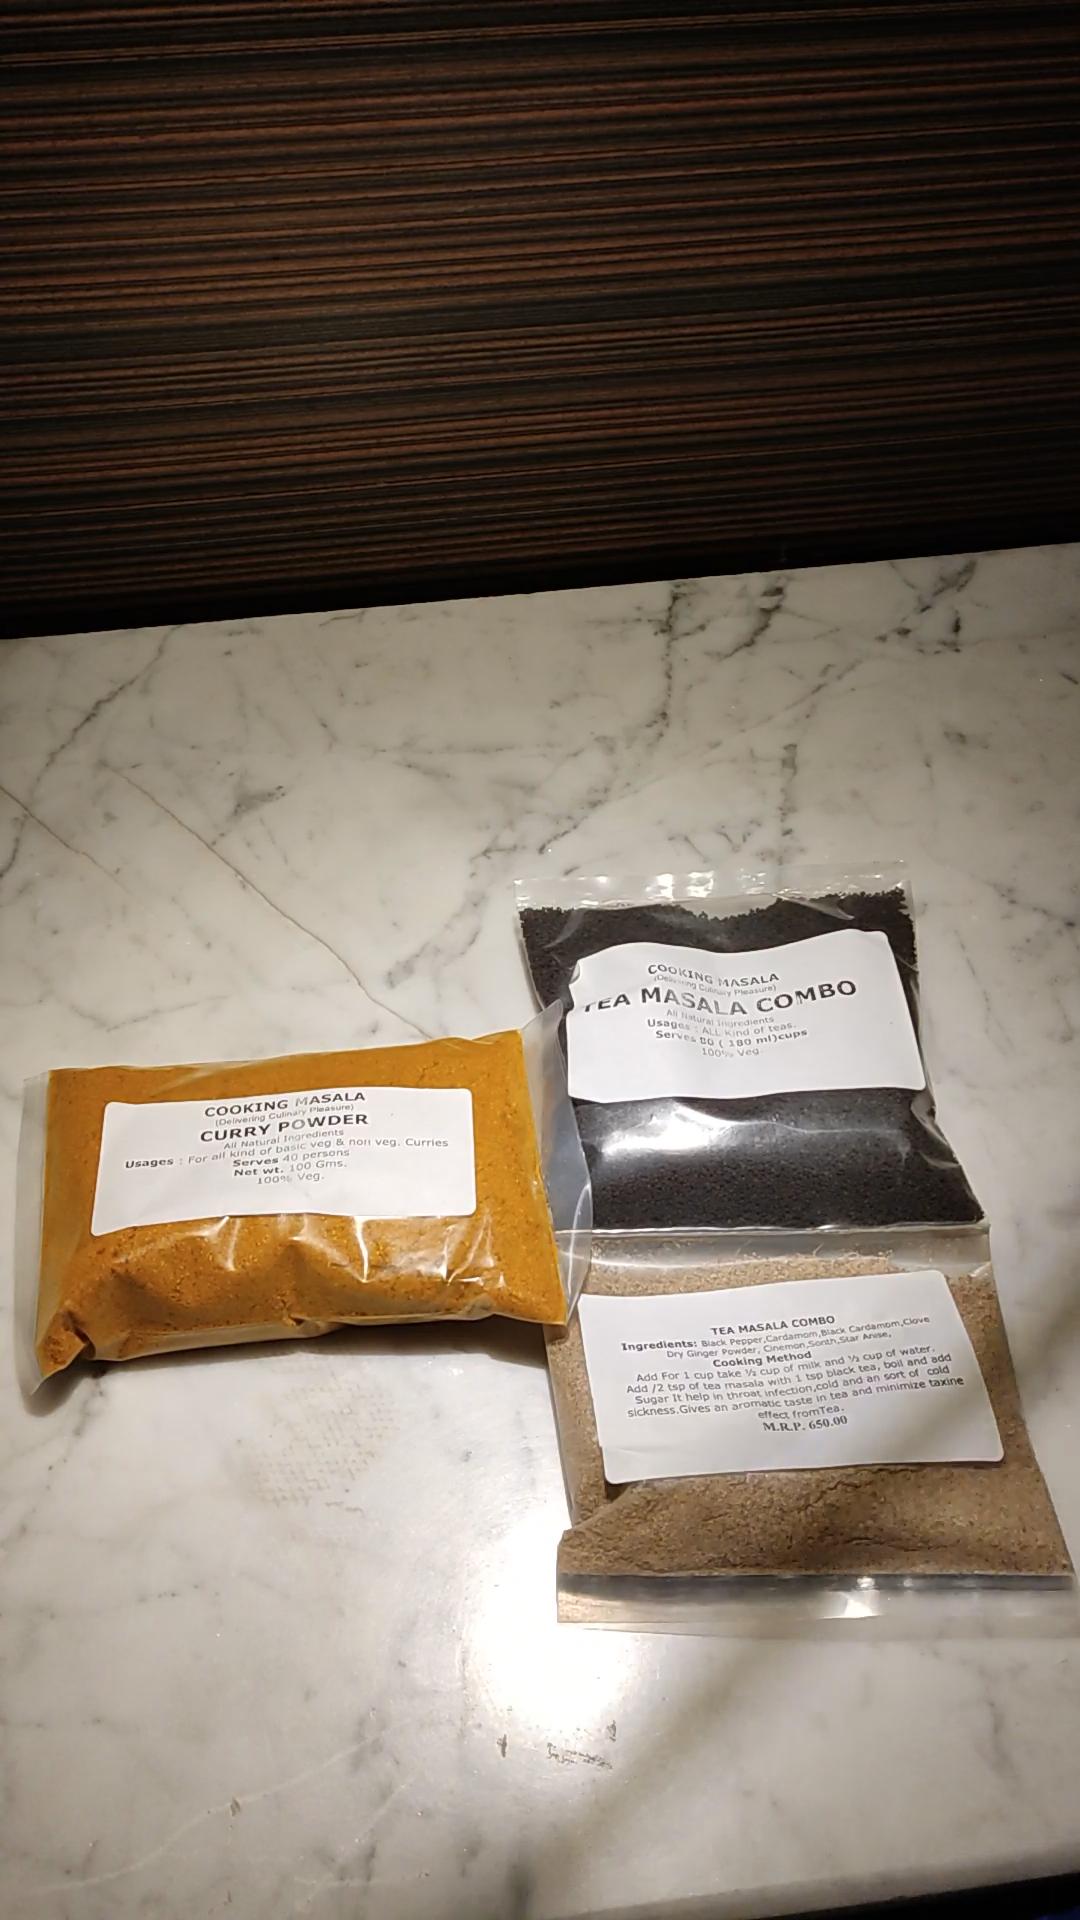 COOKING MASALA
(Delivering Culinary Pleasure)
CURRY POWDER
All Natural Ingredients
Usages : For all kind of basic veg & non veg. Curries
Serves 40 persons
Net wt. 100 Gms.
100% Veg.
COOKING MASALA
(Delivering Culinary Pleasure)
TEA MASALA COMBO
All Natural Ingredients
Usages : ALL Kind of teas.
Serves 80 ( 180 ml)cups
100% Veg.
TEA MASALA COMBO
Ingredients: Black Pepper,Cardamom,Black Cardamom,Clove
Dry Ginger Powder, Cinemon,Sonth,Star Anise,
Cooking Method
Add For 1 cup take ½ cup of milk and ½ cup of water.
Add /2 tsp of tea masala with 1 tsp black tea, boil and add
Sugar It help in throat infection,cold and an sort of cold
sickness.Gives an aromatic taste in tea and minimize taxine
effect fromTea.
M.R.P. 650.00